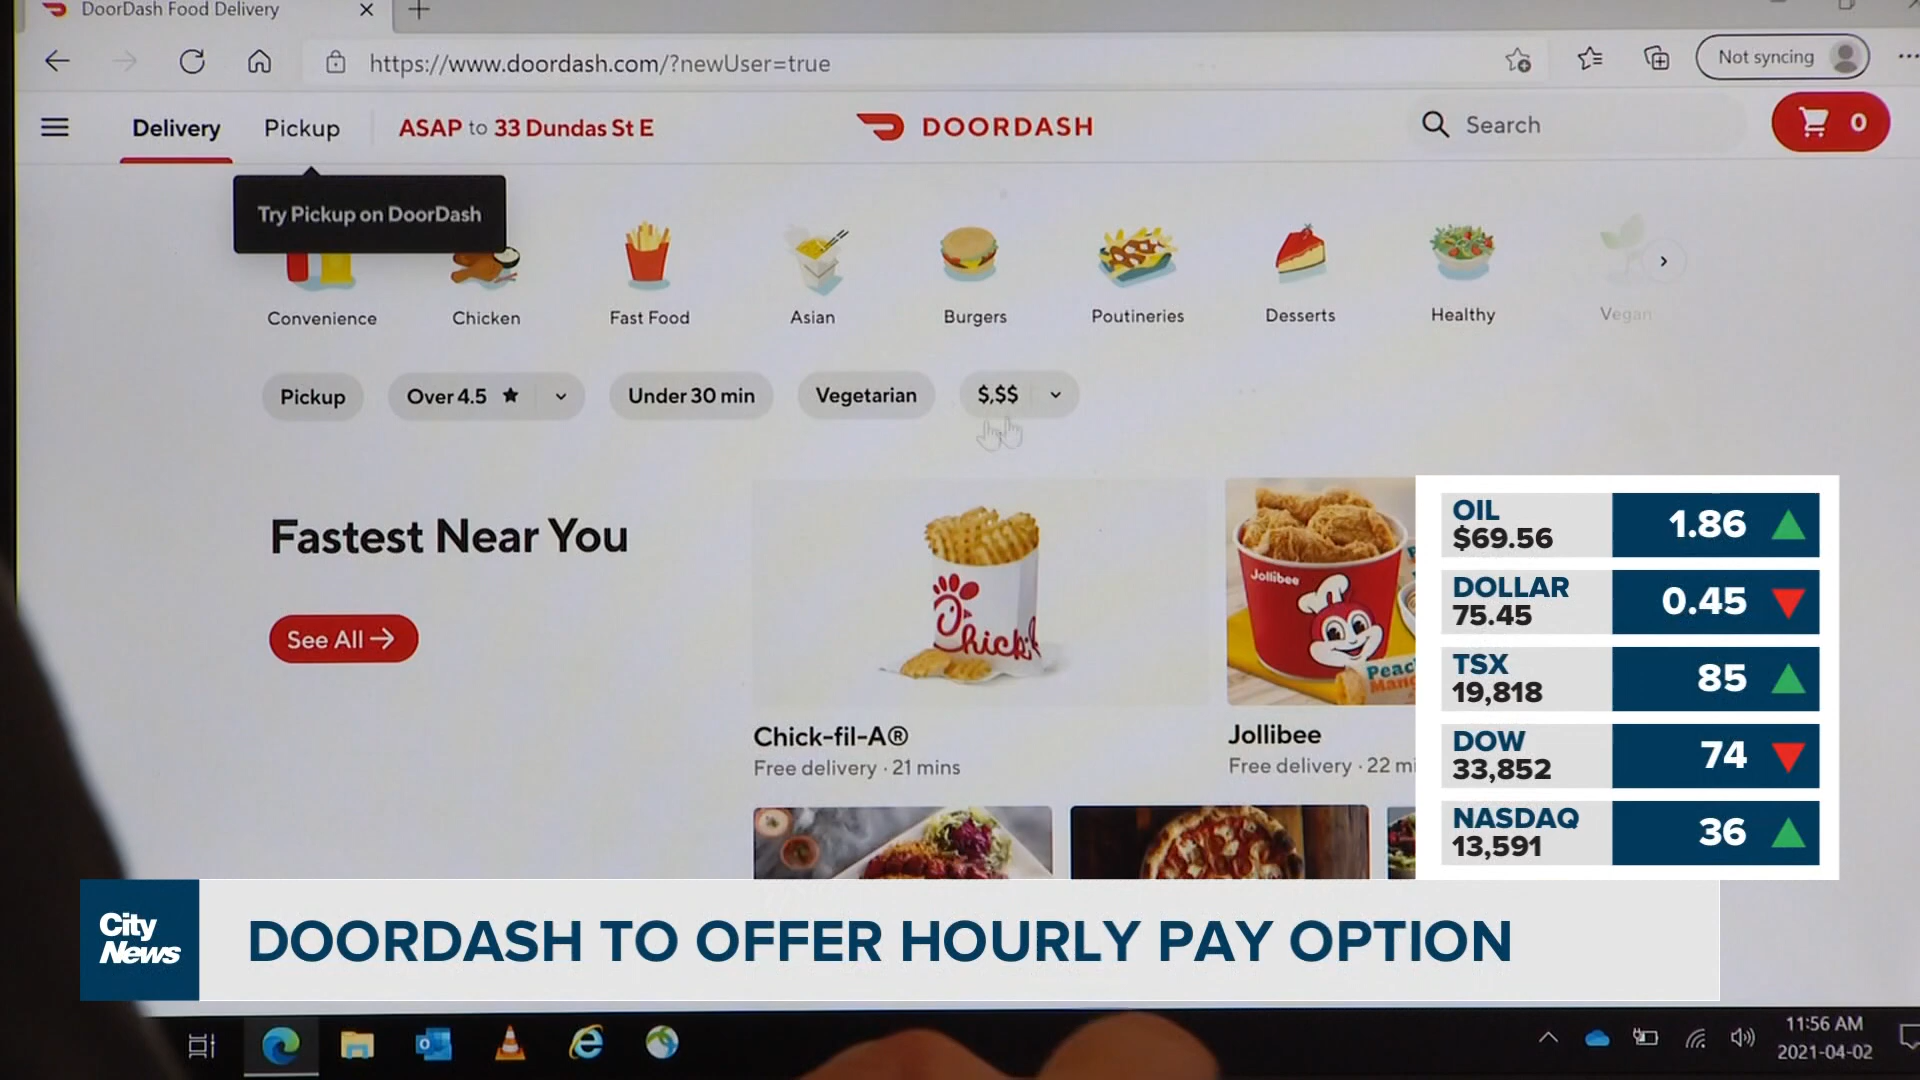 DoorDash Food Delivery
https://www.doordash.com/?newUser=true
Not syncing
Delivery
Pickup
ASAP to 33 Dundas St E
DOORDASH
Search
0
Try Pickup on DoorDash
Convenience
Chicken
Fast Food
Asian
Burgers
Poutineries
Desserts
Healthy
Vegan
Pickup
Over 4.5 ★
Under 30 min
Vegetarian
$,$$
Fastest Near You
See All →
Chick-fil-A®
Free delivery · 21 mins
Jollibee
Jollibee
Free delivery · 22 mi
OIL
$69.56
1.86
DOLLAR
75.45
0.45
TSX
19,818
85
DOW
33,852
74
NASDAQ
13,591
36
City
News
DOORDASH TO OFFER HOURLY PAY OPTION
11:56 AM
2021-04-02